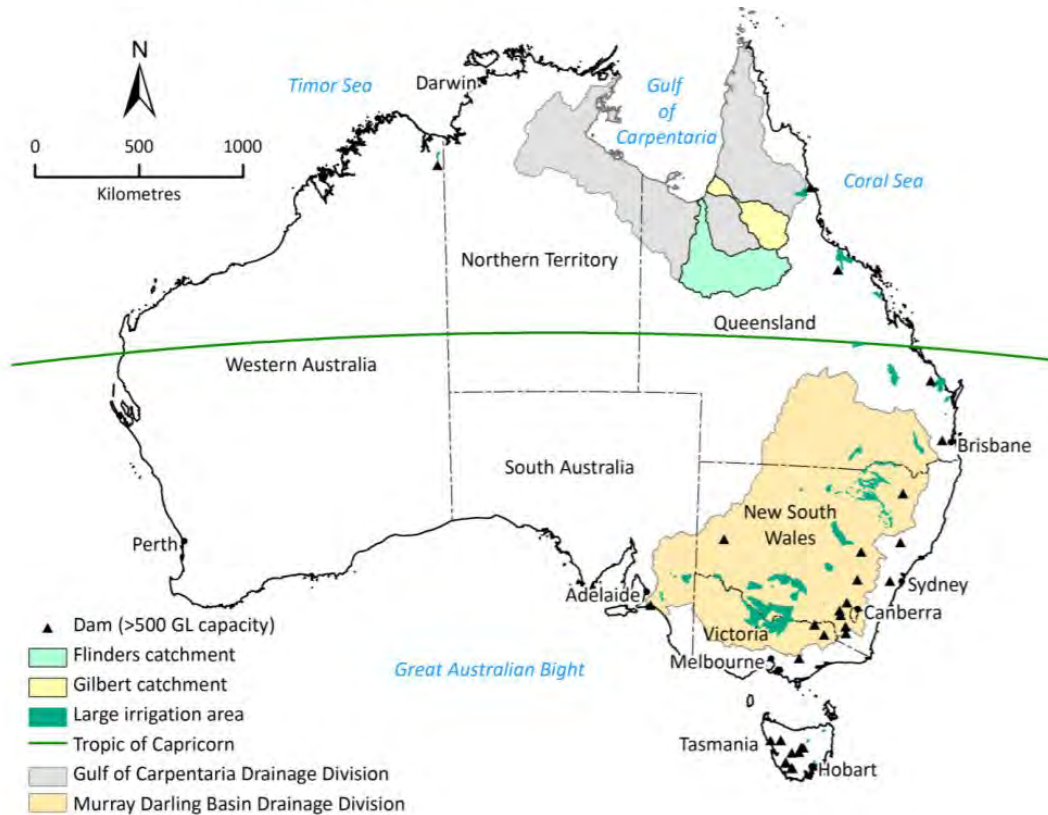 N
0 500 1000
Kilometres
Timor Sea
Darwin
Gulf
of
Carpentaria
Coral Sea
Northern Territory
Queensland
Western Australia
South Australia
Brisbane
New South
Wales
Perth
Adelaide
Sydney
Canberra
Victoria
Melbourne
Great Australian Bight
Tasmania
Hobart
Dam (>500 GL capacity)
Flinders catchment
Gilbert catchment
Large irrigation area
Tropic of Capricorn
Gulf of Carpentaria Drainage Division
Murray Darling Basin Drainage Division